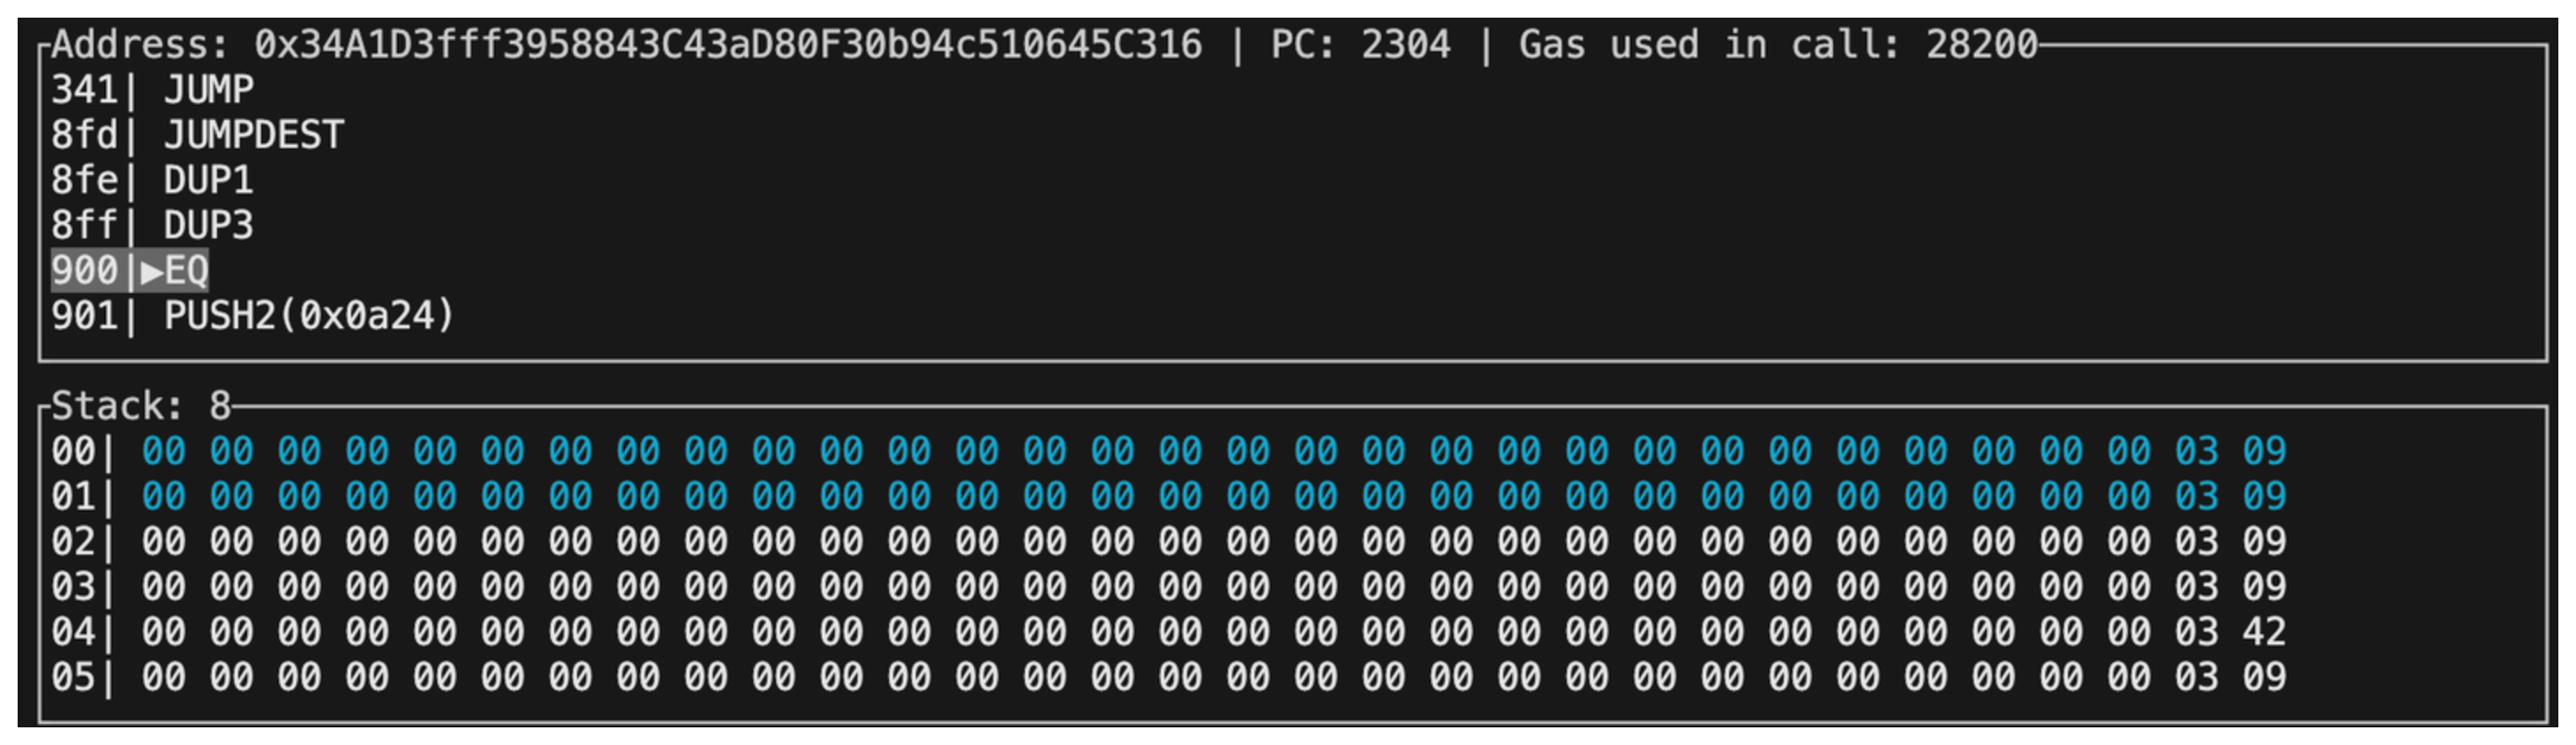 Address: 0x34A1D3fff3958843C43aD80F30b94c510645C316 | PC: 2304 | Gas used in call: 28200
341| JUMP
8fd| JUMPDEST
8fe| DUP1
8ff| DUP3
900|▶EQ
901| PUSH2(0x0a24)
Stack: 8
00| 00 00 00 00 00 00 00 00 00 00 00 00 00 00 00 00 00 00 00 00 00 00 00 00 00 00 00 00 00 00 03 09
01| 00 00 00 00 00 00 00 00 00 00 00 00 00 00 00 00 00 00 00 00 00 00 00 00 00 00 00 00 00 00 03 09
02| 00 00 00 00 00 00 00 00 00 00 00 00 00 00 00 00 00 00 00 00 00 00 00 00 00 00 00 00 00 00 03 09
03| 00 00 00 00 00 00 00 00 00 00 00 00 00 00 00 00 00 00 00 00 00 00 00 00 00 00 00 00 00 00 03 09
04| 00 00 00 00 00 00 00 00 00 00 00 00 00 00 00 00 00 00 00 00 00 00 00 00 00 00 00 00 00 00 03 42
05| 00 00 00 00 00 00 00 00 00 00 00 00 00 00 00 00 00 00 00 00 00 00 00 00 00 00 00 00 00 00 03 09